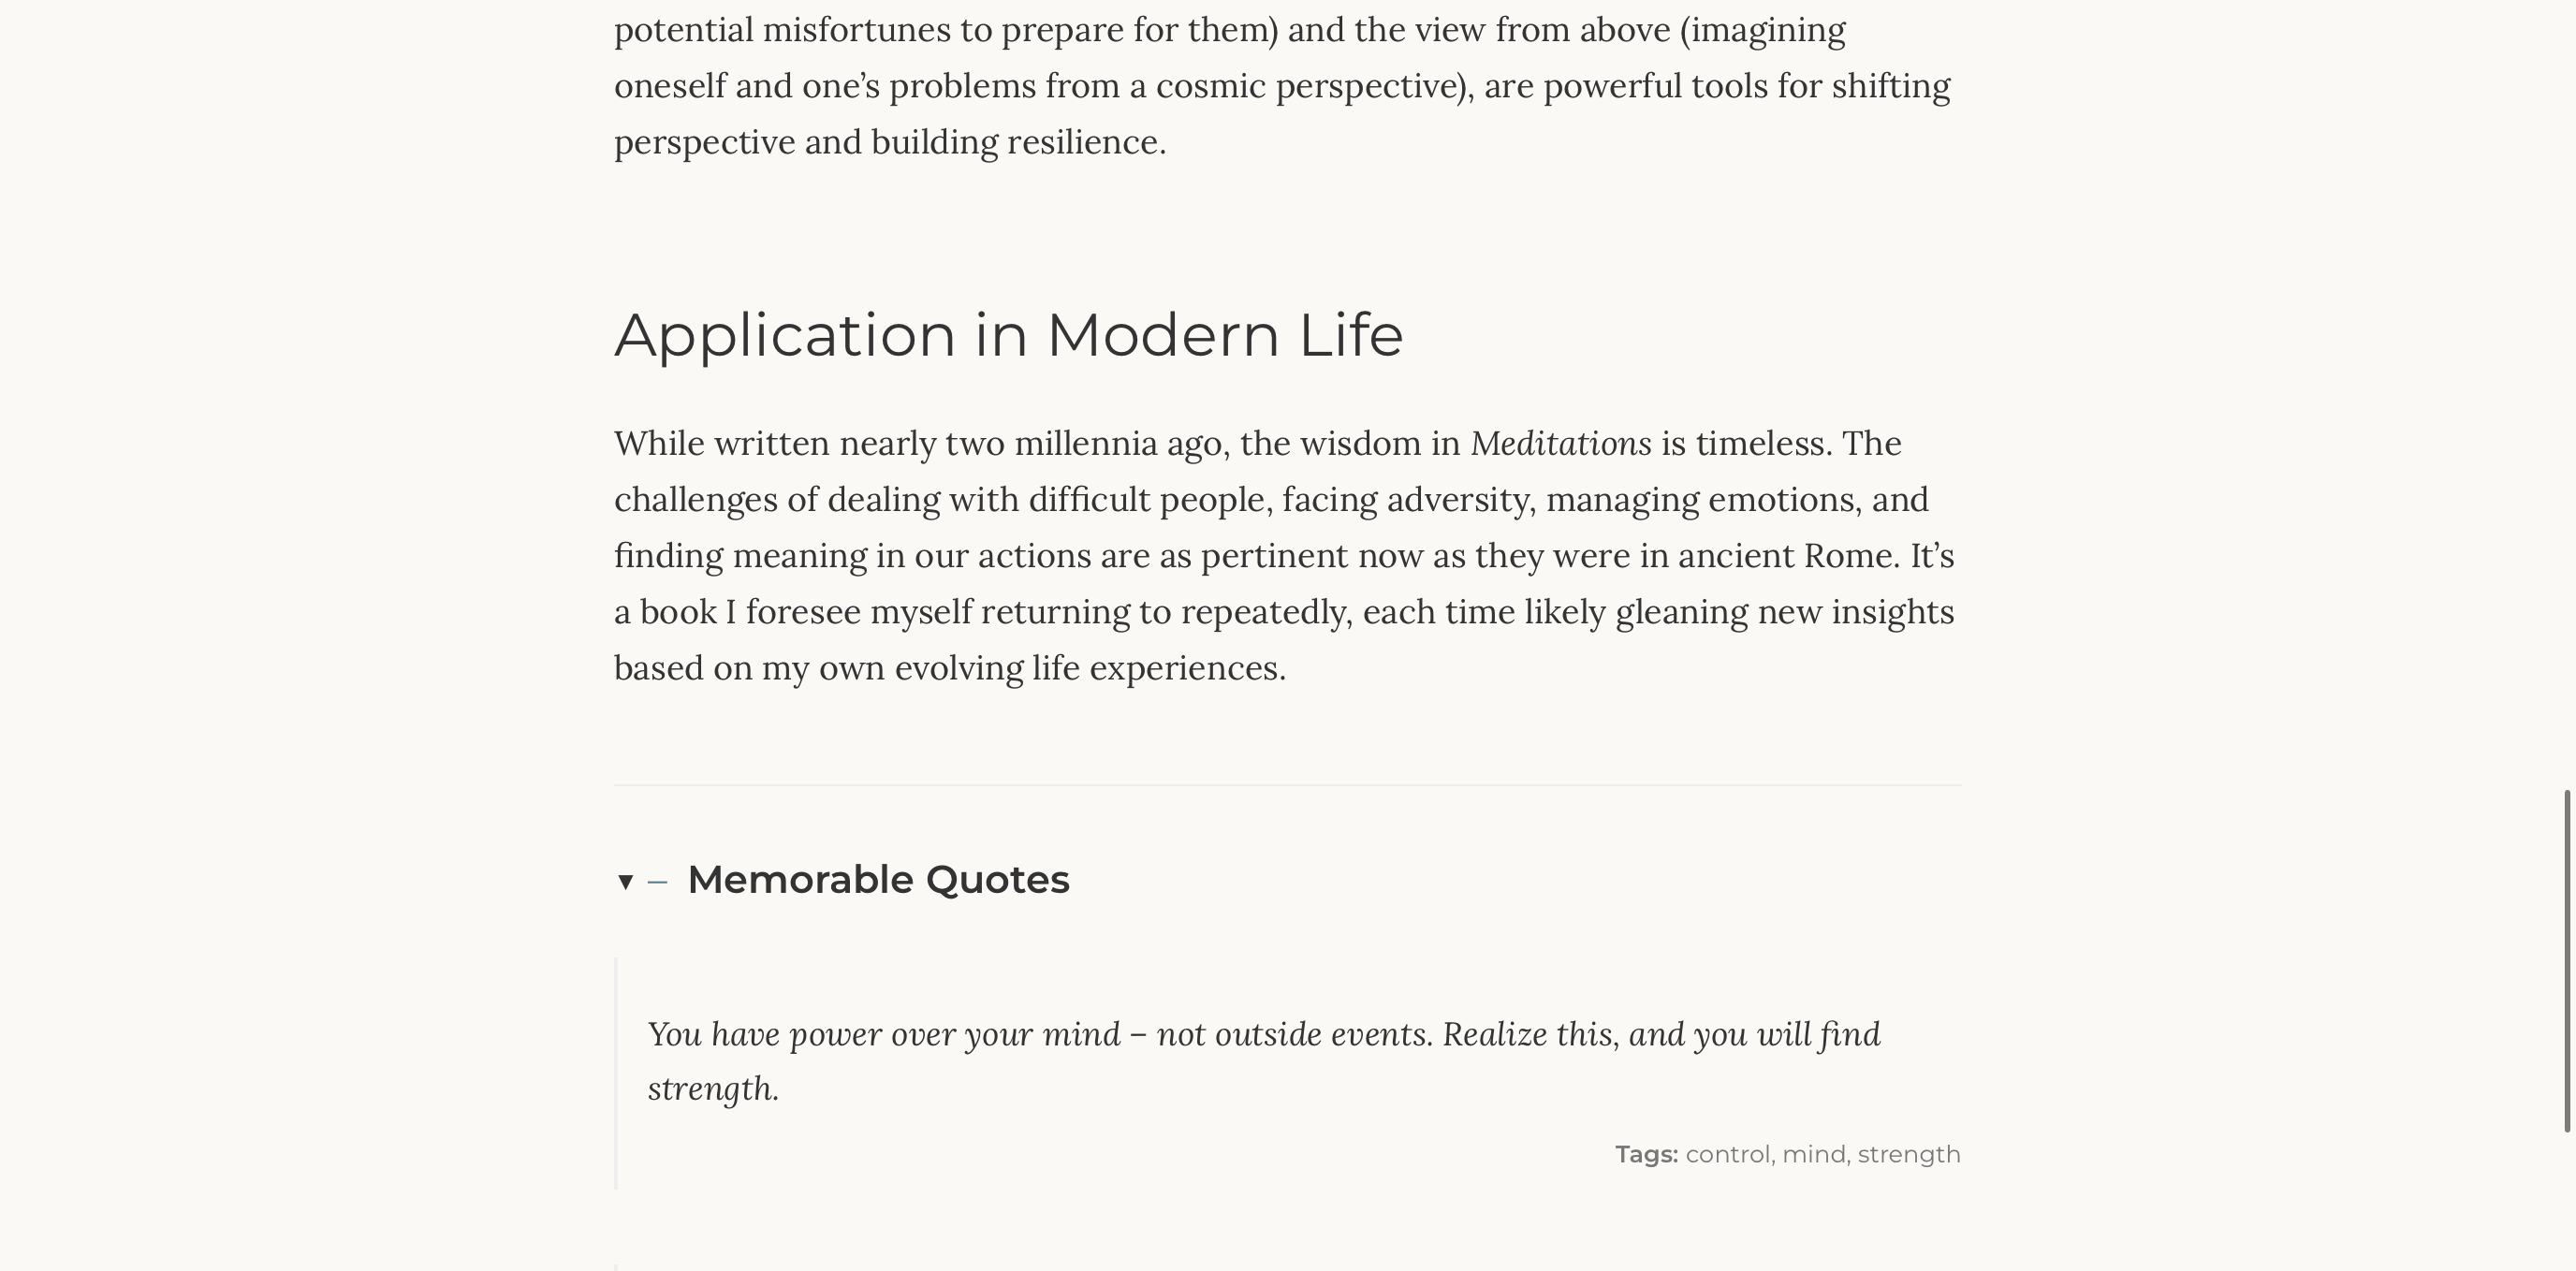 potential misfortunes to prepare for them) and the view from above (imagining
oneself and one’s problems from a cosmic perspective), are powerful tools for shifting
perspective and building resilience.
Application in Modern Life
While written nearly two millennia ago, the wisdom in Meditations is timeless. The
challenges of dealing with difficult people, facing adversity, managing emotions, and
finding meaning in our actions are as pertinent now as they were in ancient Rome. It’s
a book I foresee myself returning to repeatedly, each time likely gleaning new insights
based on my own evolving life experiences.
▼ – Memorable Quotes
You have power over your mind – not outside events. Realize this, and you will find
strength.
Tags: control, mind, strength